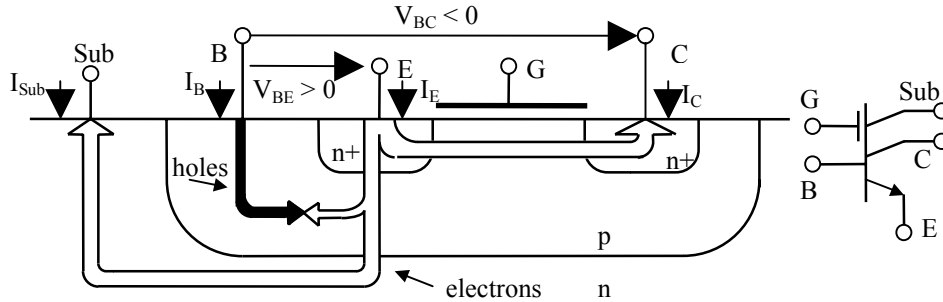 V_BC < 0
B
C
Sub
I_Sub
I_B
V_BE > 0
E
I_E
G
I_C
G
Sub
C
B
E
n+
n+
holes
p
electrons
n